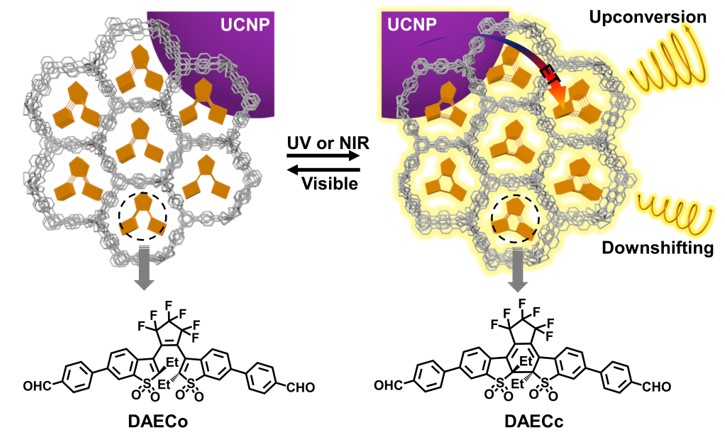 UCNP
UCNP
Upconversion
UV or NIR
Visible
Downshifting
F
F F
F F
F
Et
Et
S
S
O O
O O
OHC
CHO
DAECo
F
F F
F F
F
Et
Et
S
S
O O
O O
OHC
CHO
DAECc